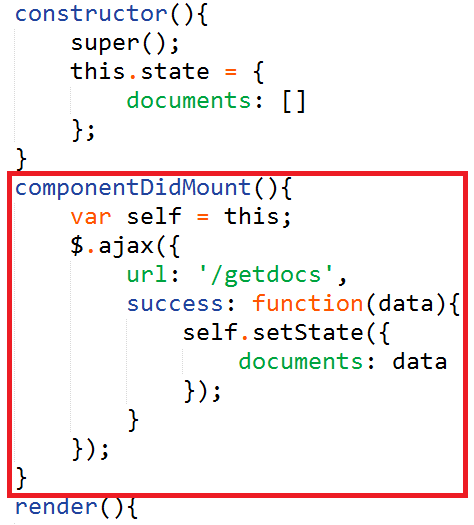 constructor(){
super();
this.state = {
documents: []
};
}
componentDidMount(){
var self = this;
$.ajax({
url: '/getdocs',
success: function(data){
self.setState({
documents: data
});
}
});
}
render(){